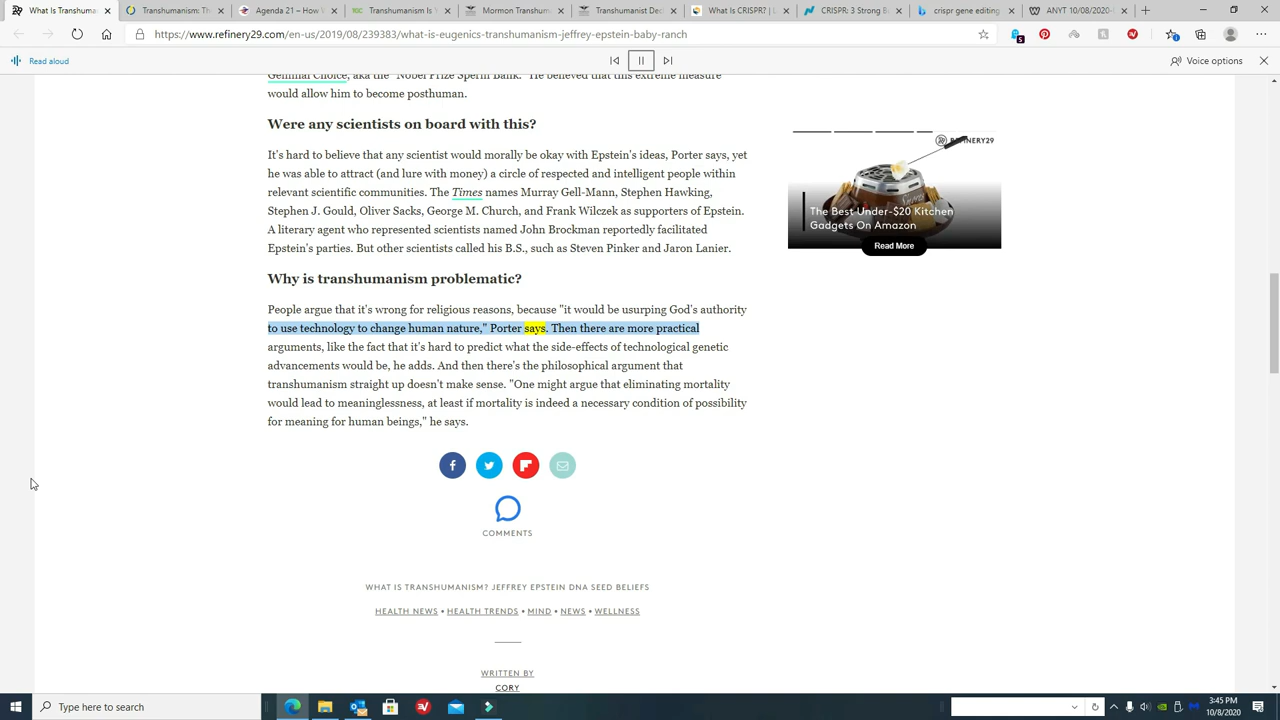 is Transhumanism
Transhumanism: Th
TSC: Transhumani
Agenda 21 – Worl
Transhumanism - V
Momento -
Transhuma
What is CRISPR? | L
CRISPR: 3 Strong B
crispr gene editing
ANYT 10/08/2020-
https://www.refinery29.com/en-us/2019/08/239383/what-is-eugenics-transhumanism-jeffrey-epstein-baby-ranch
Read aloud
Voice options
Germinal Choice, aka the "Nobel Prize Sperm Bank." He believed that this extreme measure
would allow him to become posthuman.
Were any scientists on board with this?
It's hard to believe that any scientist would morally be okay with Epstein's ideas, Porter says, yet
he was able to attract (and lure with money) a circle of respected and intelligent people within
relevant scientific communities. The Times names Murray Gell-Mann, Stephen Hawking,
Stephen J. Gould, Oliver Sacks, George M. Church, and Frank Wilczek as supporters of Epstein.
A literary agent who represented scientists named John Brockman reportedly facilitated
Epstein's parties. But other scientists called his B.S., such as Steven Pinker and Jaron Lanier.
Why is transhumanism problematic?
People argue that it's wrong for religious reasons, because "it would be usurping God's authority
to use technology to change human nature," Porter says. Then there are more practical
arguments, like the fact that it's hard to predict what the side-effects of technological genetic
advancements would be, he adds. And then there's the philosophical argument that
transhumanism straight up doesn't make sense. "One might argue that eliminating mortality
would lead to meaninglessness, at least if mortality is indeed a necessary condition of possibility
for meaning for human beings," he says.
REFINERY29
The Best Under-$20 Kitchen
Gadgets On Amazon
Read More
COMMENTS
WHAT IS TRANSHUMANISM? JEFFREY EPSTEIN DNA SEED BELIEFS
HEALTH NEWS • HEALTH TRENDS • MIND • NEWS • WELLNESS
WRITTEN BY
CORY
Type here to search
3:45 PM
10/8/2020